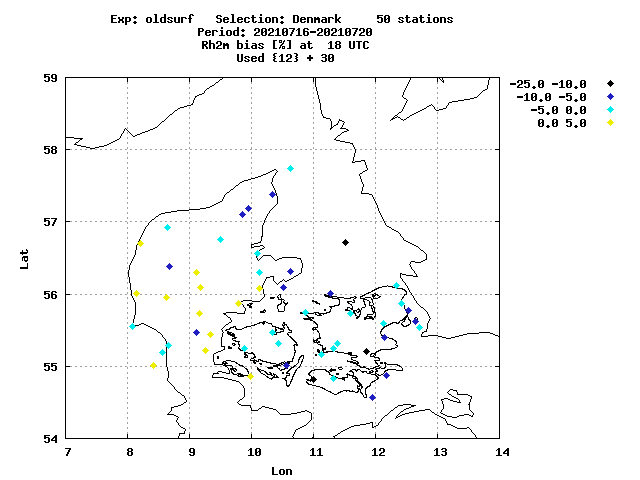 Exp: oldsurf   Selection: Denmark     50 stations
Period: 20210716-20210720
Rh2m bias [%] at  18 UTC
Used {12} + 30
-25.0 -10.0
-10.0 -5.0
-5.0 0.0
0.0 5.0
59
58
57
56
55
54
Lat
7 8 9 10 11 12 13 14
Lon